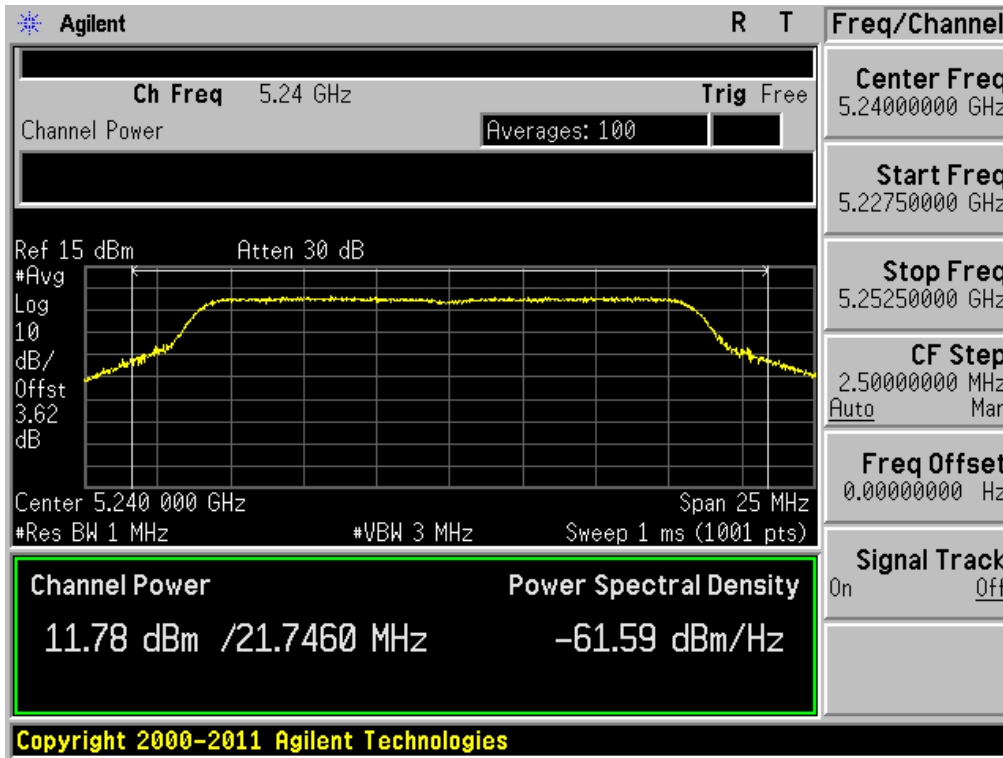 Agilent R T
Freq/Channel
Ch Freq 5.24 GHz Trig Free
Channel Power Averages: 100
Ref 15 dBm Atten 30 dB
#Avg
Log
10
dB/
Offst
3.62
dB
Center 5.240 000 GHz Span 25 MHz
#Res BW 1 MHz #VBW 3 MHz Sweep 1 ms (1001 pts)
Channel Power Power Spectral Density
11.78 dBm /21.7460 MHz -61.59 dBm/Hz
Copyright 2000-2011 Agilent Technologies
Center Freq
5.24000000 GHz
Start Freq
5.22750000 GHz
Stop Freq
5.25250000 GHz
CF Step
2.50000000 MHz
Auto Man
Freq Offset
0.00000000 Hz
Signal Track
On Off